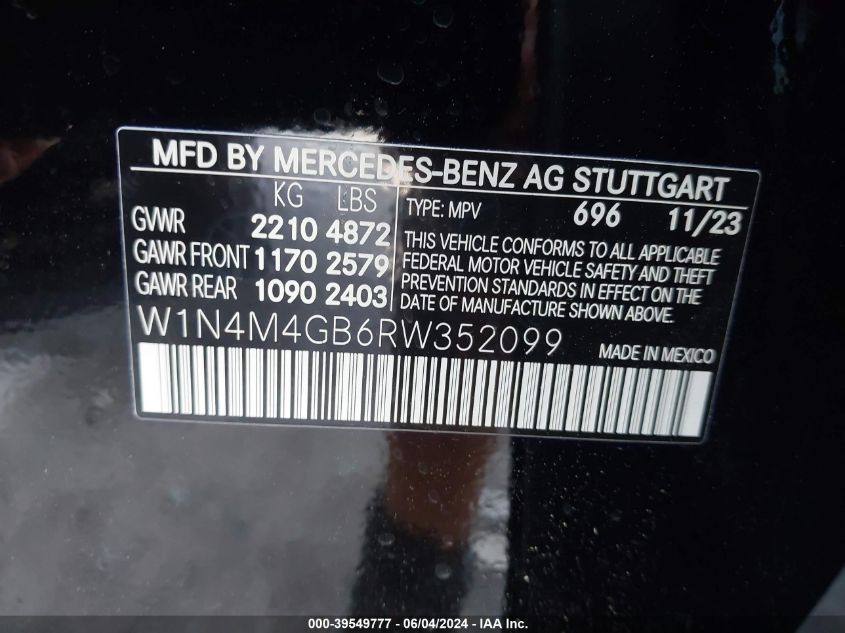 MFD BY MERCEDES-BENZ AG STUTTGART
KG LBS
GVWR 2210 4872
GAWR FRONT 1170 2579
GAWR REAR 1090 2403
TYPE: MPV 696 11/23
THIS VEHICLE CONFORMS TO ALL APPLICABLE
FEDERAL MOTOR VEHICLE SAFETY AND THEFT
PREVENTION STANDARDS IN EFFECT ON THE
DATE OF MANUFACTURE SHOWN ABOVE.
W1N4M4GB6RW352099
MADE IN MEXICO
000-39549777 - 06/04/2024 - IAA Inc.